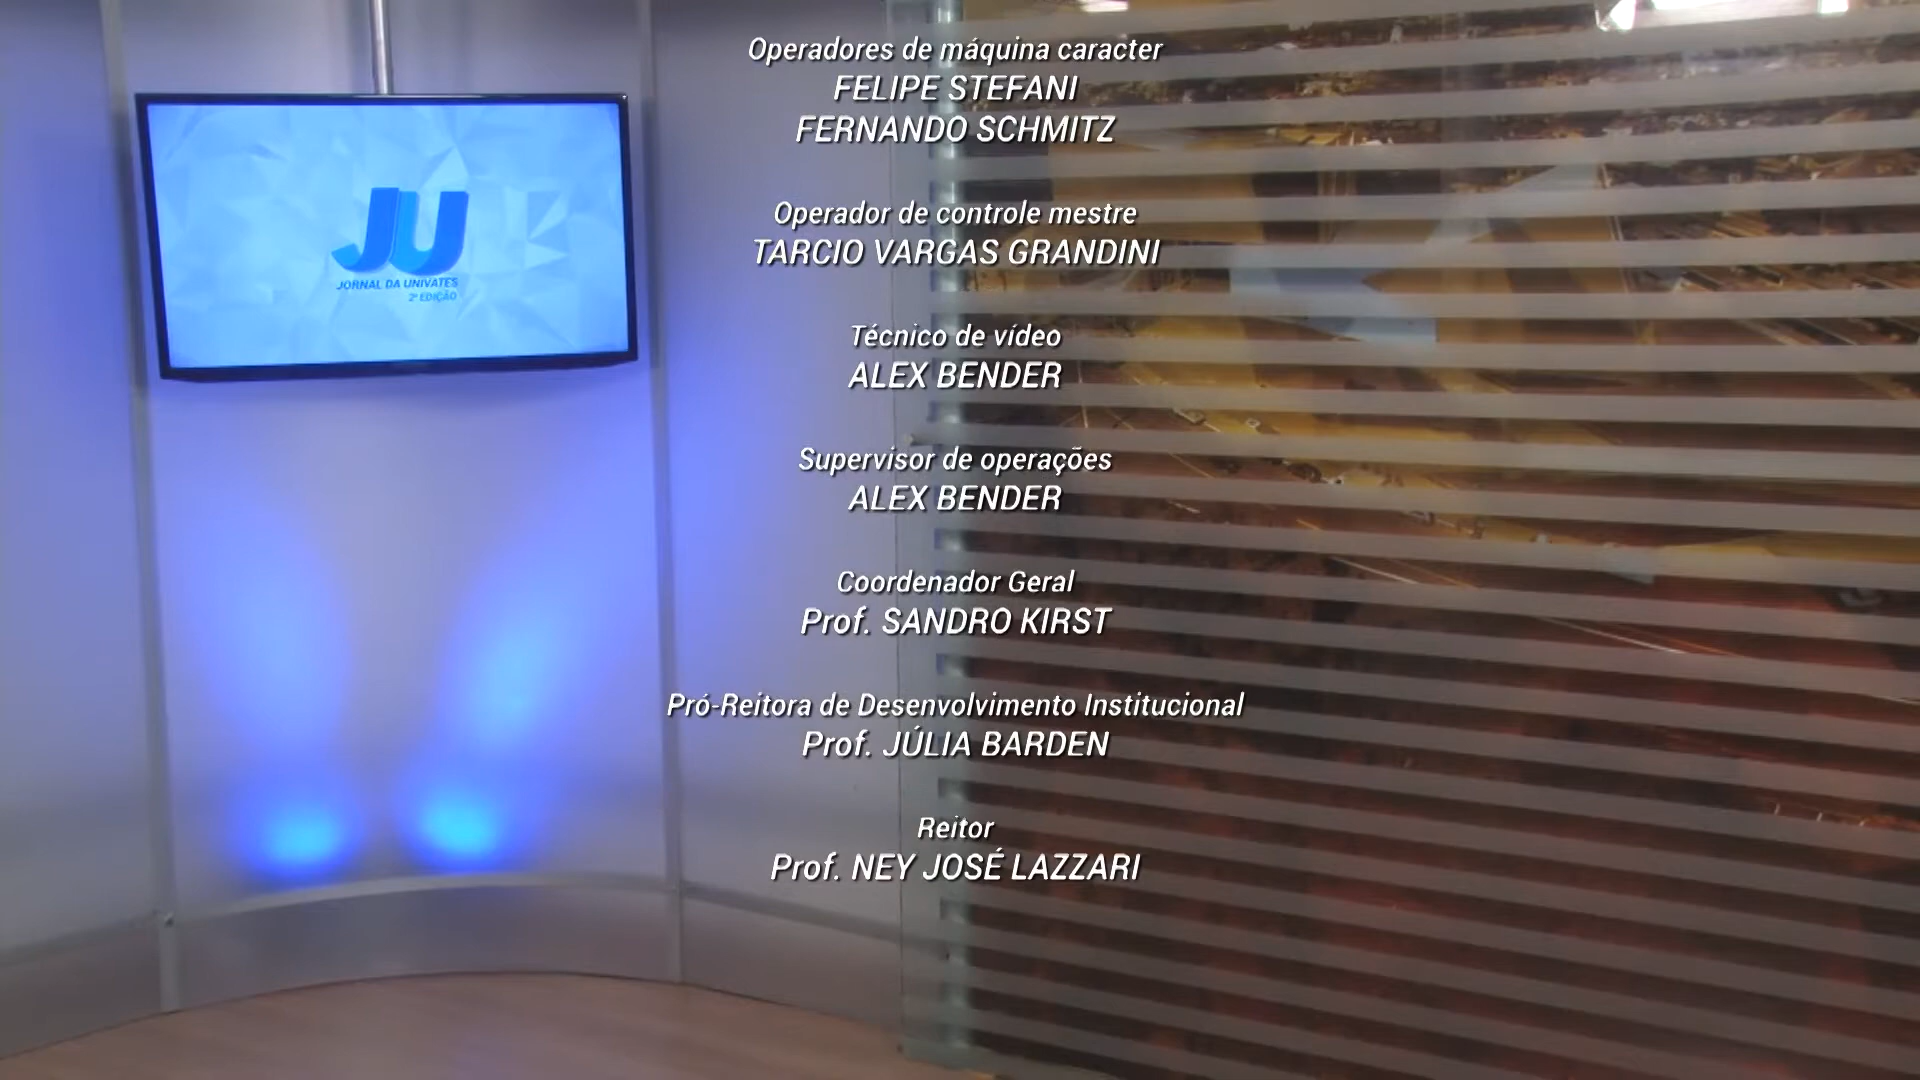 Operadores de máquina caracter
FELIPE STEFANI
FERNANDO SCHMITZ
Operador de controle mestre
TARCIO VARGAS GRANDINI
Técnico de vídeo
ALEX BENDER
Supervisor de operações
ALEX BENDER
Coordenador Geral
Prof. SANDRO KIRST
Pró-Reitora de Desenvolvimento Institucional
Prof. JÚLIA BARDEN
Reitor
Prof. NEY JOSÉ LAZZARI
JU
JORNAL DA UNIVATES
2ª EDIÇÃO